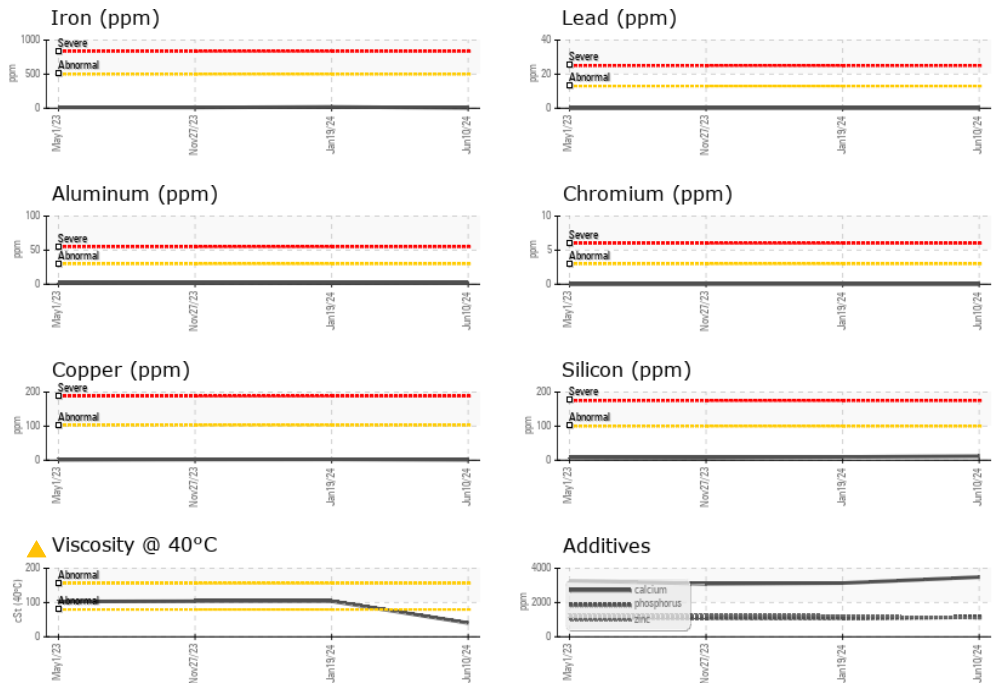 Iron (ppm)
1000
500
0
ppm
Severe
Abnormal
May1/23
Nov27/23
Jan19/24
Jun10/24
Lead (ppm)
40
20
0
ppm
Severe
Abnormal
May1/23
Nov27/23
Jan19/24
Jun10/24
Aluminum (ppm)
100
50
0
ppm
Severe
Abnormal
May1/23
Nov27/23
Jan19/24
Jun10/24
Chromium (ppm)
10
5
0
ppm
Severe
Abnormal
May1/23
Nov27/23
Jan19/24
Jun10/24
Copper (ppm)
200
100
0
ppm
Severe
Abnormal
May1/23
Nov27/23
Jan19/24
Jun10/24
Silicon (ppm)
200
100
0
ppm
Severe
Abnormal
May1/23
Nov27/23
Jan19/24
Jun10/24
Viscosity @ 40°C
200
100
0
cSt (40°C)
Abnormal
Abnormal
May1/23
Nov27/23
Jan19/24
Jun10/24
Additives
4000
2000
0
ppm
calcium
phosphorus
zinc
May1/23
Nov27/23
Jan19/24
Jun10/24